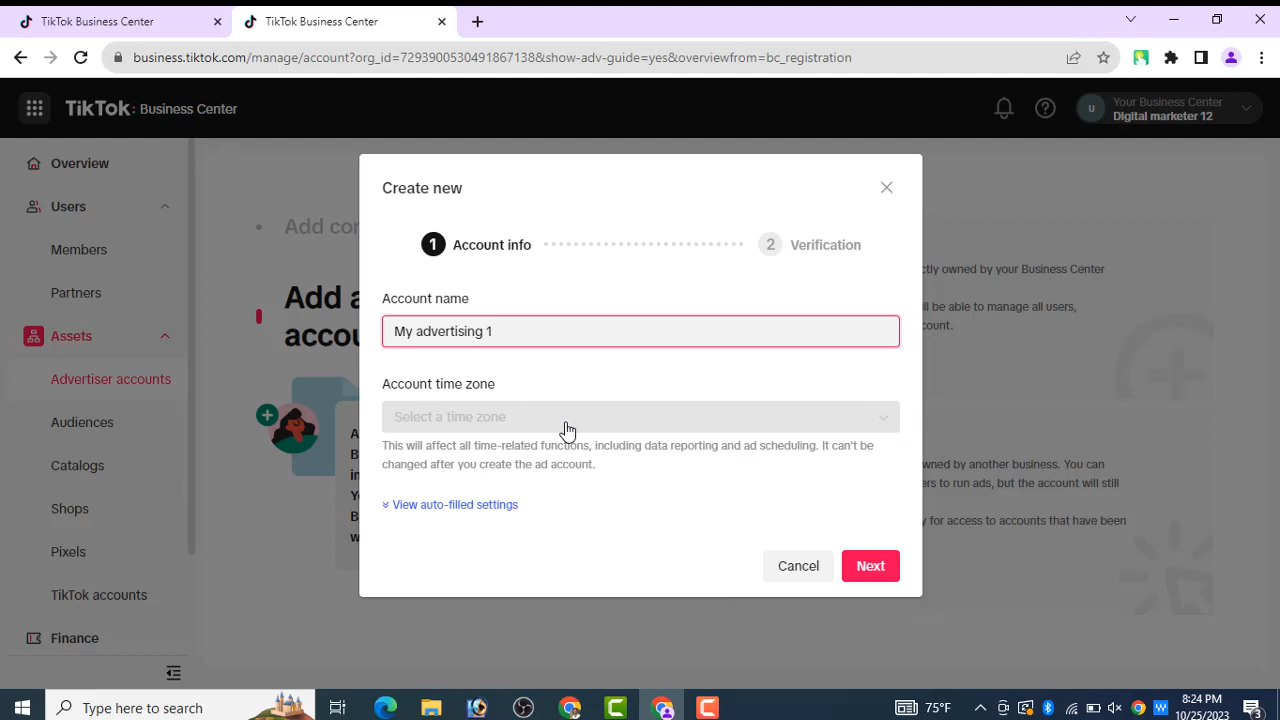 TikTok Business Center
TikTok Business Center
business.tiktok.com/manage/account?org_id=7293900530491867138&show-adv-guide=yes&overviewfrom=bc_registration
TikTok: Business Center
u
Your Business Center
Digital marketer 12
Overview
Users
Members
Partners
Assets
Advertiser accounts
Audiences
Catalogs
Shops
Pixels
TikTok accounts
Finance
Add con
Add a
accou
ctly owned by your Business Center
ll be able to manage all users,
count.
wned by another business. You can
ers to run ads, but the account will still
y for access to accounts that have been
Create new
1 Account info
2 Verification
Account name
My advertising 1
Account time zone
Select a time zone
This will affect all time-related functions, including data reporting and ad scheduling. It can't be
changed after you create the ad account.
View auto-filled settings
Cancel
Next
Type here to search
75°F
8:24 PM
10/25/2023
3